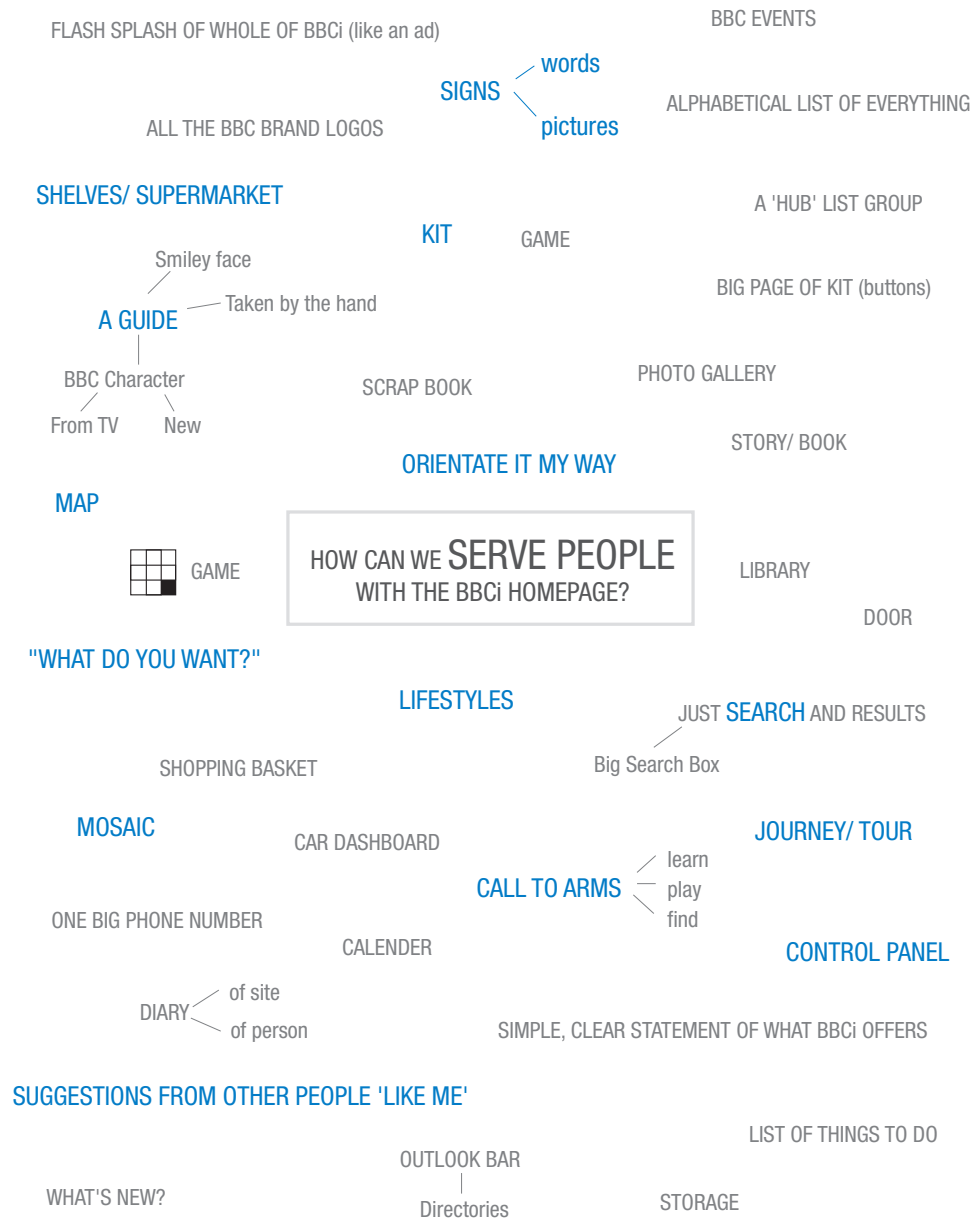 BBC EVENTS
FLASH SPLASH OF WHOLE OF BBCi (like an ad)
words
SIGNS
ALPHABETICAL LIST OF EVERYTHING
pictures
ALL THE BBC BRAND LOGOS
SHELVES/ SUPERMARKET
A 'HUB' LIST GROUP
KIT
GAME
Smiley face
BIG PAGE OF KIT (buttons)
Taken by the hand
A GUIDE
PHOTO GALLERY
BBC Character
SCRAP BOOK
From TV
New
STORY/ BOOK
ORIENTATE IT MY WAY
MAP
HOW CAN WE SERVE PEOPLE
WITH THE BBCi HOMEPAGE?
GAME
LIBRARY
DOOR
"WHAT DO YOU WANT?"
LIFESTYLES
JUST SEARCH AND RESULTS
Big Search Box
SHOPPING BASKET
MOSAIC
JOURNEY/ TOUR
CAR DASHBOARD
learn
CALL TO ARMS
play
find
ONE BIG PHONE NUMBER
CALENDER
CONTROL PANEL
of site
DIARY
of person
SIMPLE, CLEAR STATEMENT OF WHAT BBCi OFFERS
SUGGESTIONS FROM OTHER PEOPLE 'LIKE ME'
LIST OF THINGS TO DO
OUTLOOK BAR
WHAT'S NEW?
Directories
STORAGE